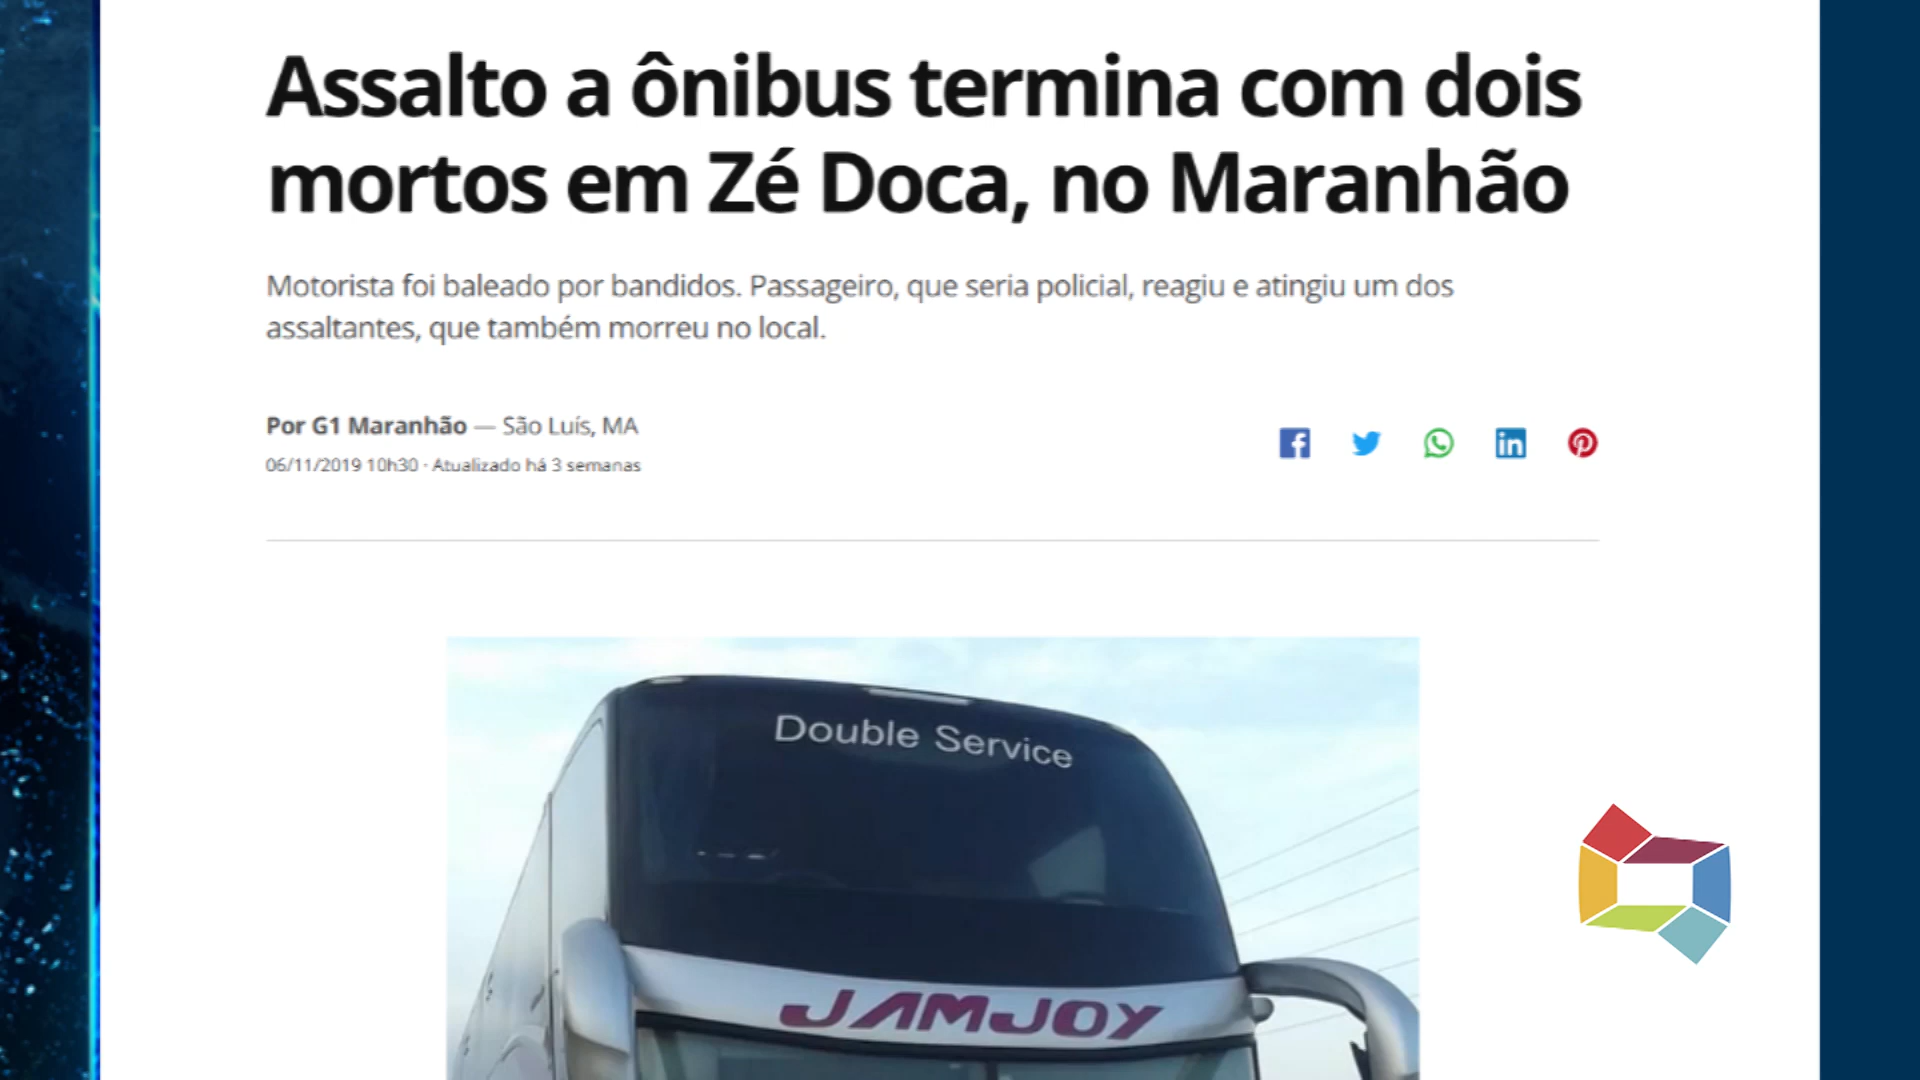 Assalto a ônibus termina com dois
mortos em Zé Doca, no Maranhão
Motorista foi baleado por bandidos. Passageiro, que seria policial, reagiu e atingiu um dos
assaltantes, que também morreu no local.
Por G1 Maranhão — São Luís, MA
06/11/2019 10h30 · Atualizado há 3 semanas
Double Service
JAMJOY